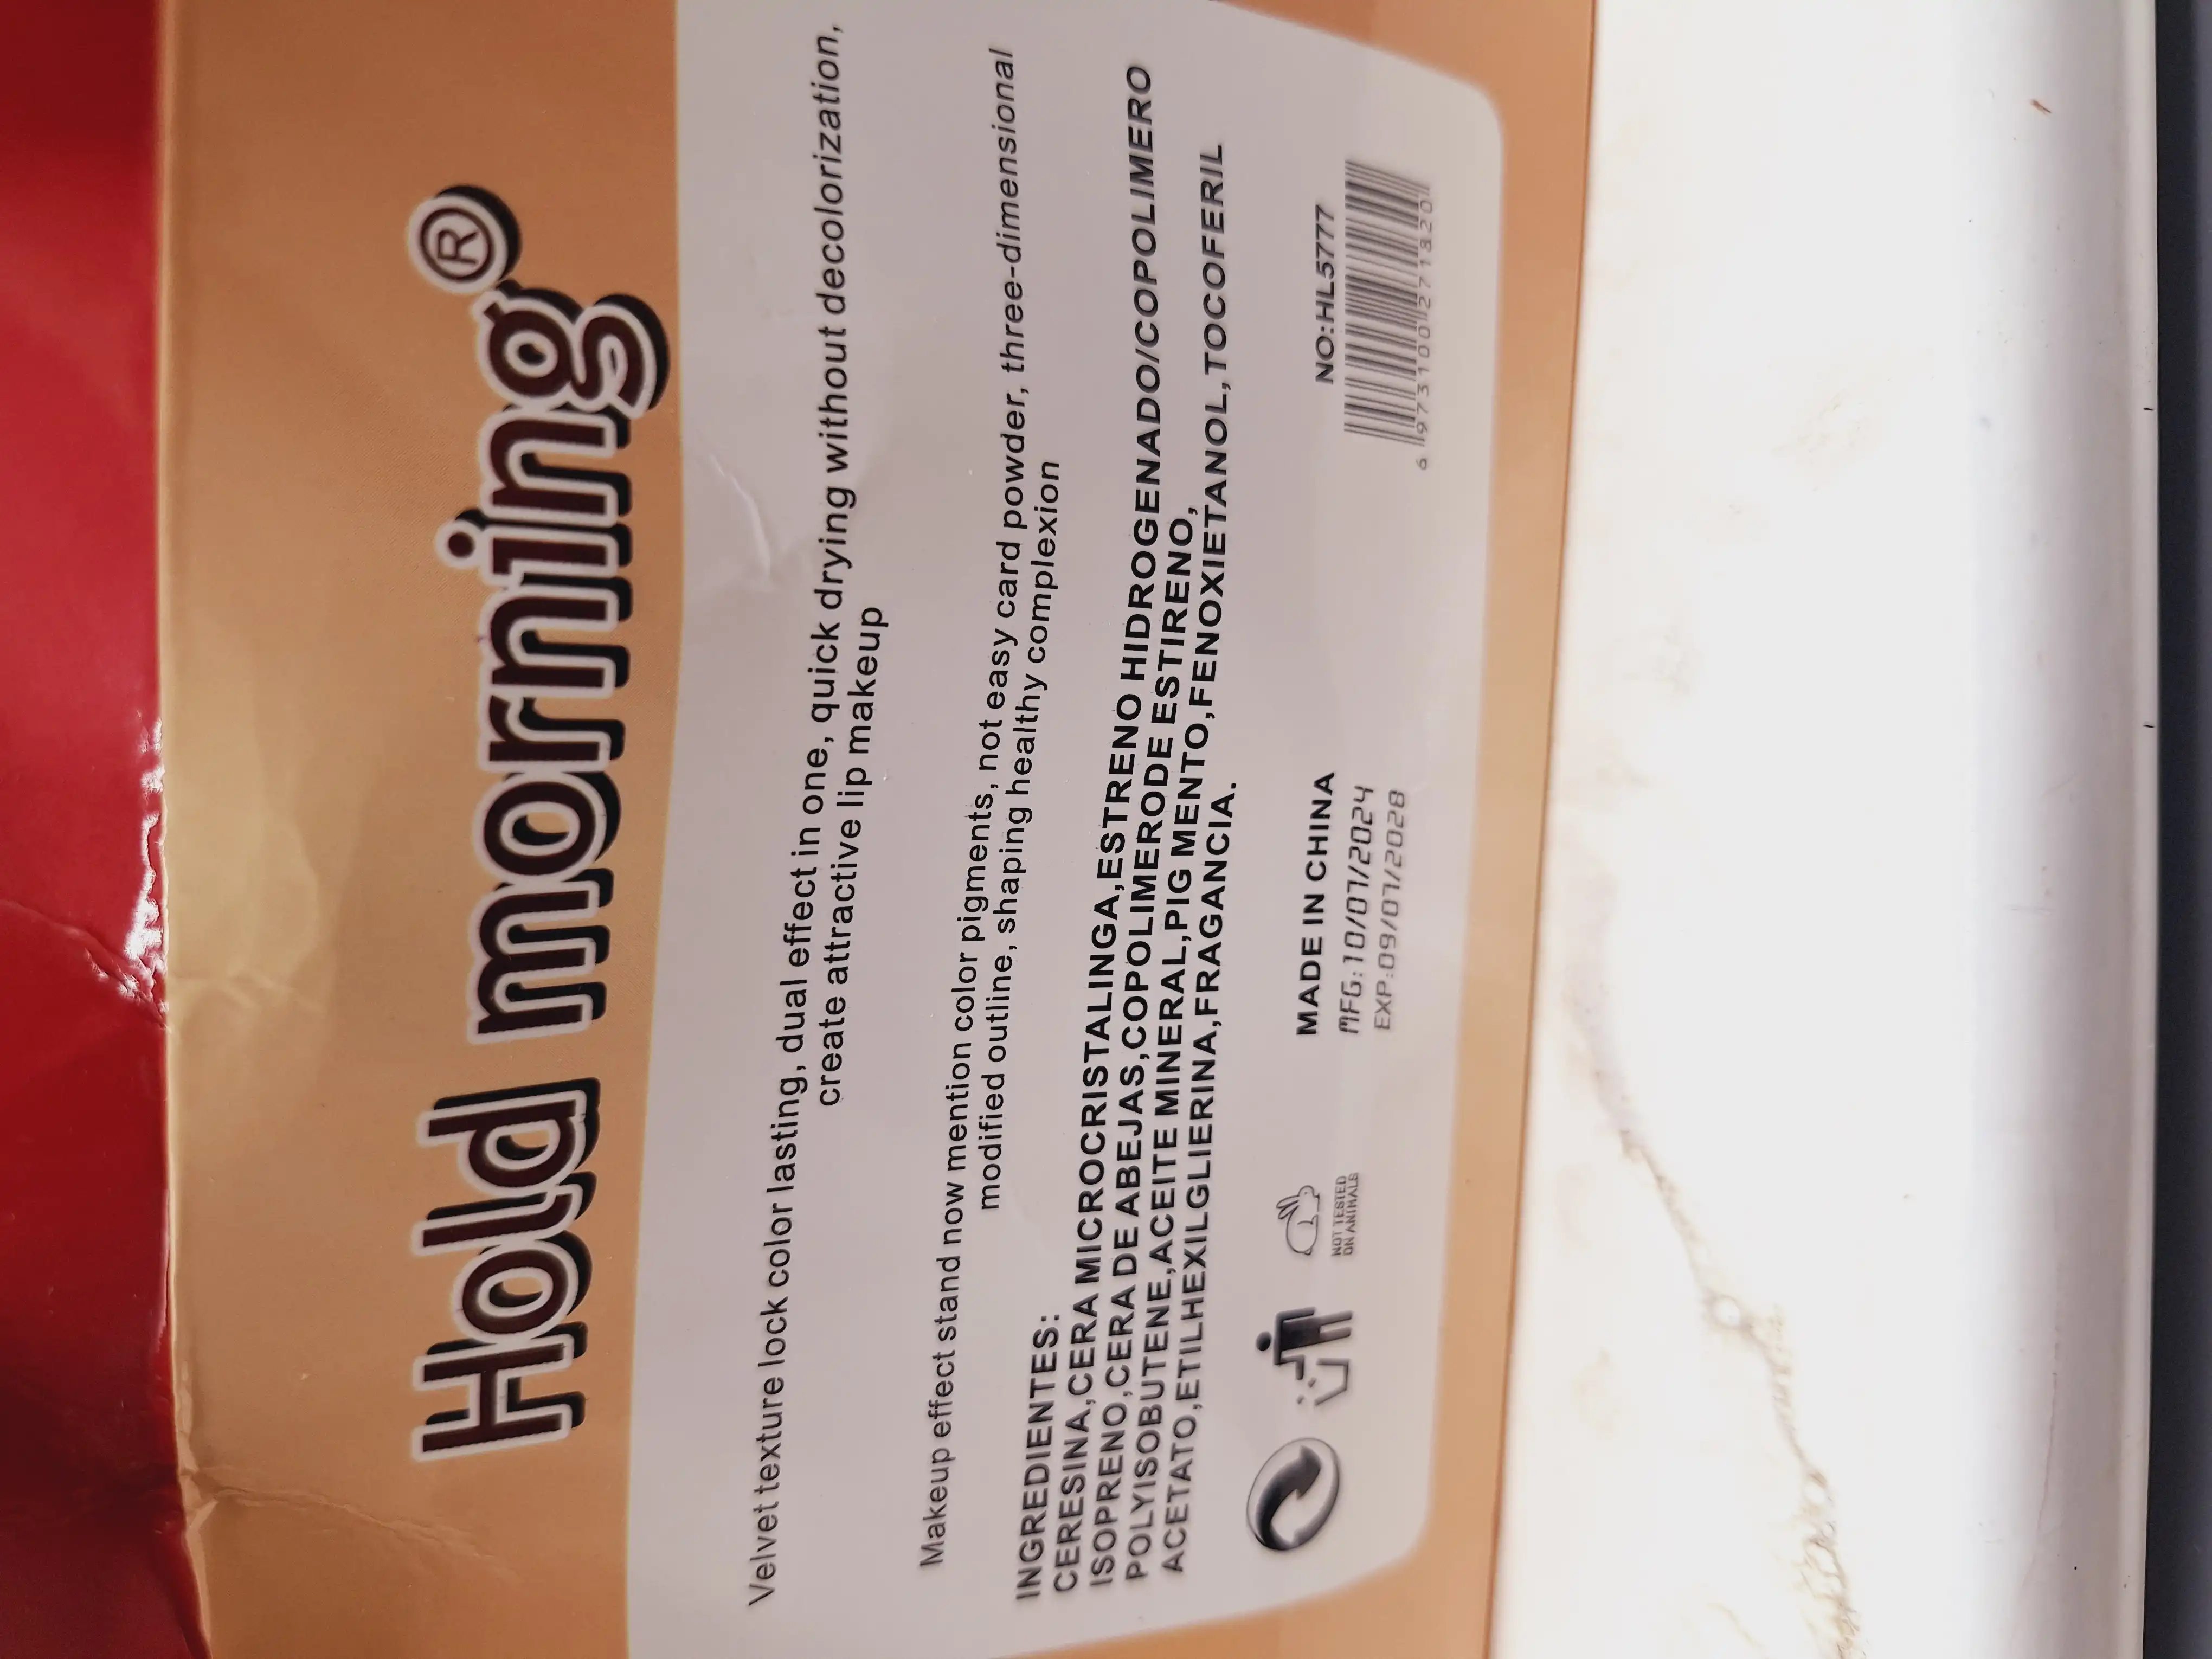 Hold morning®
Velvet texture lock color lasting, dual effect in one, quick drying without decolorization,
create attractive lip makeup
Makeup effect stand now mention color pigments, not easy card powder, three-dimensional
modified outline, shaping healthy complexion
INGREDIENTES:
CERESINA,CERA MICROCRISTALINGA,ESTRENO HIDROGENADO/COPOLIMERO
ISOPRENO,CERA DE ABEJAS,COPOLIMERODE ESTIRENO,
POLYISOBUTENE,ACEITE MINERAL,PIG MENTO,FENOXIETANOL,TOCOFERIL
ACETATO,ETILHEXILGLIERINA,FRAGANCIA.
NOT TESTED
ON ANIMALS
MADE IN CHINA
MFG:10/07/2024
EXP:09/07/2028
NO:HL5777
6 973100 271820